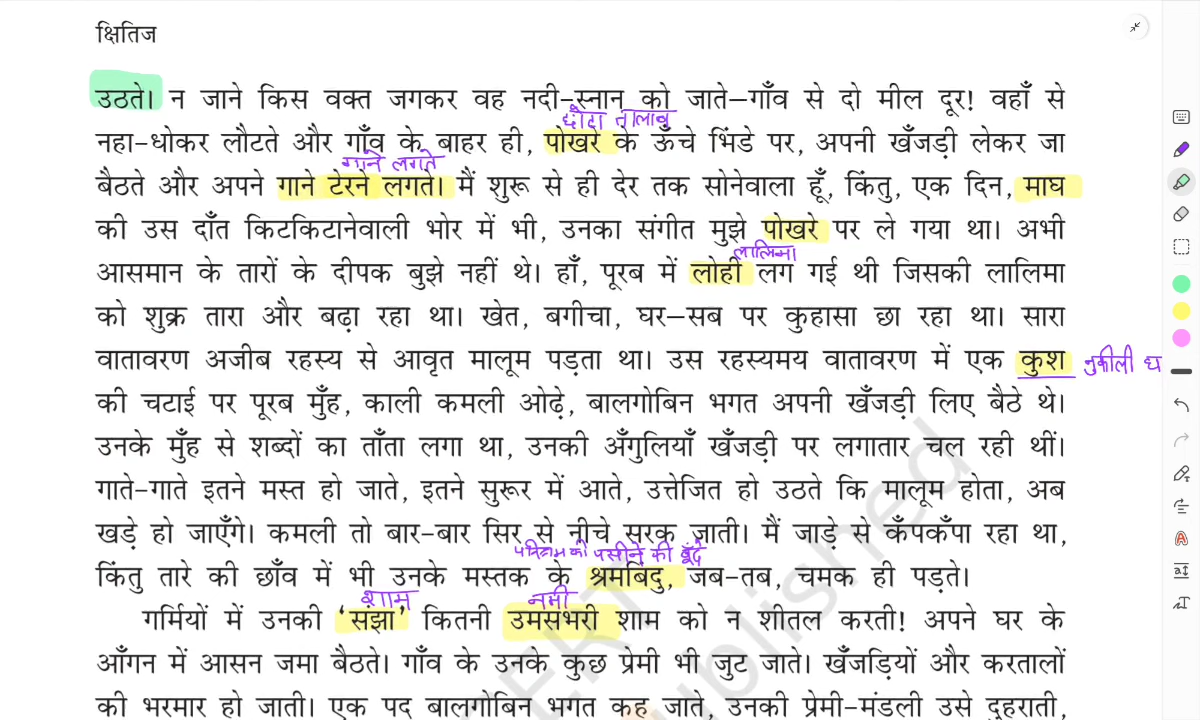 क्षितिज
उठते। न जाने किस वक्त जगकर वह नदी-स्नान को जाते—गाँव से दो मील दूर! वहाँ से
छोटा तालाब
नहा-धोकर लौटते और गाँव के बाहर ही, पोखरे के ऊँचे भिंडे पर, अपनी खँजड़ी लेकर जा
गाने लगते
बैठते और अपने गाने टेरने लगते। मैं शुरू से ही देर तक सोनेवाला हूँ, किंतु, एक दिन, माघ
की उस दाँत किटकिटानेवाली भोर में भी, उनका संगीत मुझे पोखरे पर ले गया था। अभी
लालिमा
आसमान के तारों के दीपक बुझे नहीं थे। हाँ, पूरब में लोही लग गई थी जिसकी लालिमा
को शुक्र तारा और बढ़ा रहा था। खेत, बगीचा, घर—सब पर कुहासा छा रहा था। सारा
वातावरण अजीब रहस्य से आवृत मालूम पड़ता था। उस रहस्यमय वातावरण में एक कुश नुकीली घ
की चटाई पर पूरब मुँह, काली कमली ओढ़े, बालगोबिन भगत अपनी खँजड़ी लिए बैठे थे।
उनके मुँह से शब्दों का ताँता लगा था, उनकी अँगुलियाँ खँजड़ी पर लगातार चल रही थीं।
गाते-गाते इतने मस्त हो जाते, इतने सुरूर में आते, उत्तेजित हो उठते कि मालूम होता, अब
खड़े हो जाएँगे। कमली तो बार-बार सिर से नीचे सरक जाती। मैं जाड़े से कँपकँपा रहा था,
पसीने की बूंदे
किंतु तारे की छाँव में भी उनके मस्तक के श्रमबिंदु, जब-तब, चमक ही पड़ते।
शाम नमी
गर्मियों में उनकी 'संझा' कितनी उमसभरी शाम को न शीतल करती! अपने घर के
आँगन में आसन जमा बैठते। गाँव के उनके कुछ प्रेमी भी जुट जाते। खँजड़ियों और करतालों
की भरमार हो जाती। एक पद बालगोबिन भगत कह जाते, उनकी प्रेमी-मंडली उसे दुहराती,